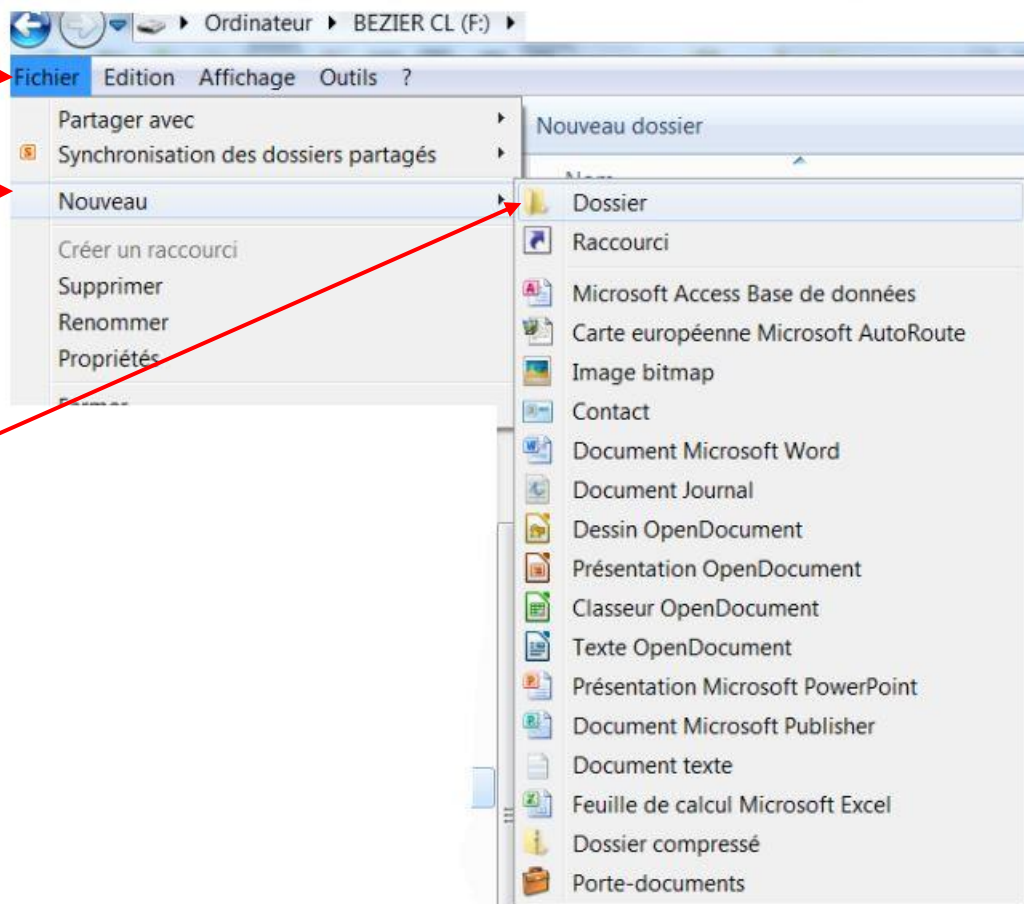 Ordinateur BEZIER CL (F:)
Fichier Edition Affichage Outils ?
Partager avec
Synchronisation des dossiers partagés
Nouveau
Créer un raccourci
Supprimer
Renommer
Propriétés
Nouveau dossier
Dossier
Raccourci
Microsoft Access Base de données
Carte européenne Microsoft AutoRoute
Image bitmap
Contact
Document Microsoft Word
Document Journal
Dessin OpenDocument
Présentation OpenDocument
Classeur OpenDocument
Texte OpenDocument
Présentation Microsoft PowerPoint
Document Microsoft Publisher
Document texte
Feuille de calcul Microsoft Excel
Dossier compressé
Porte-documents